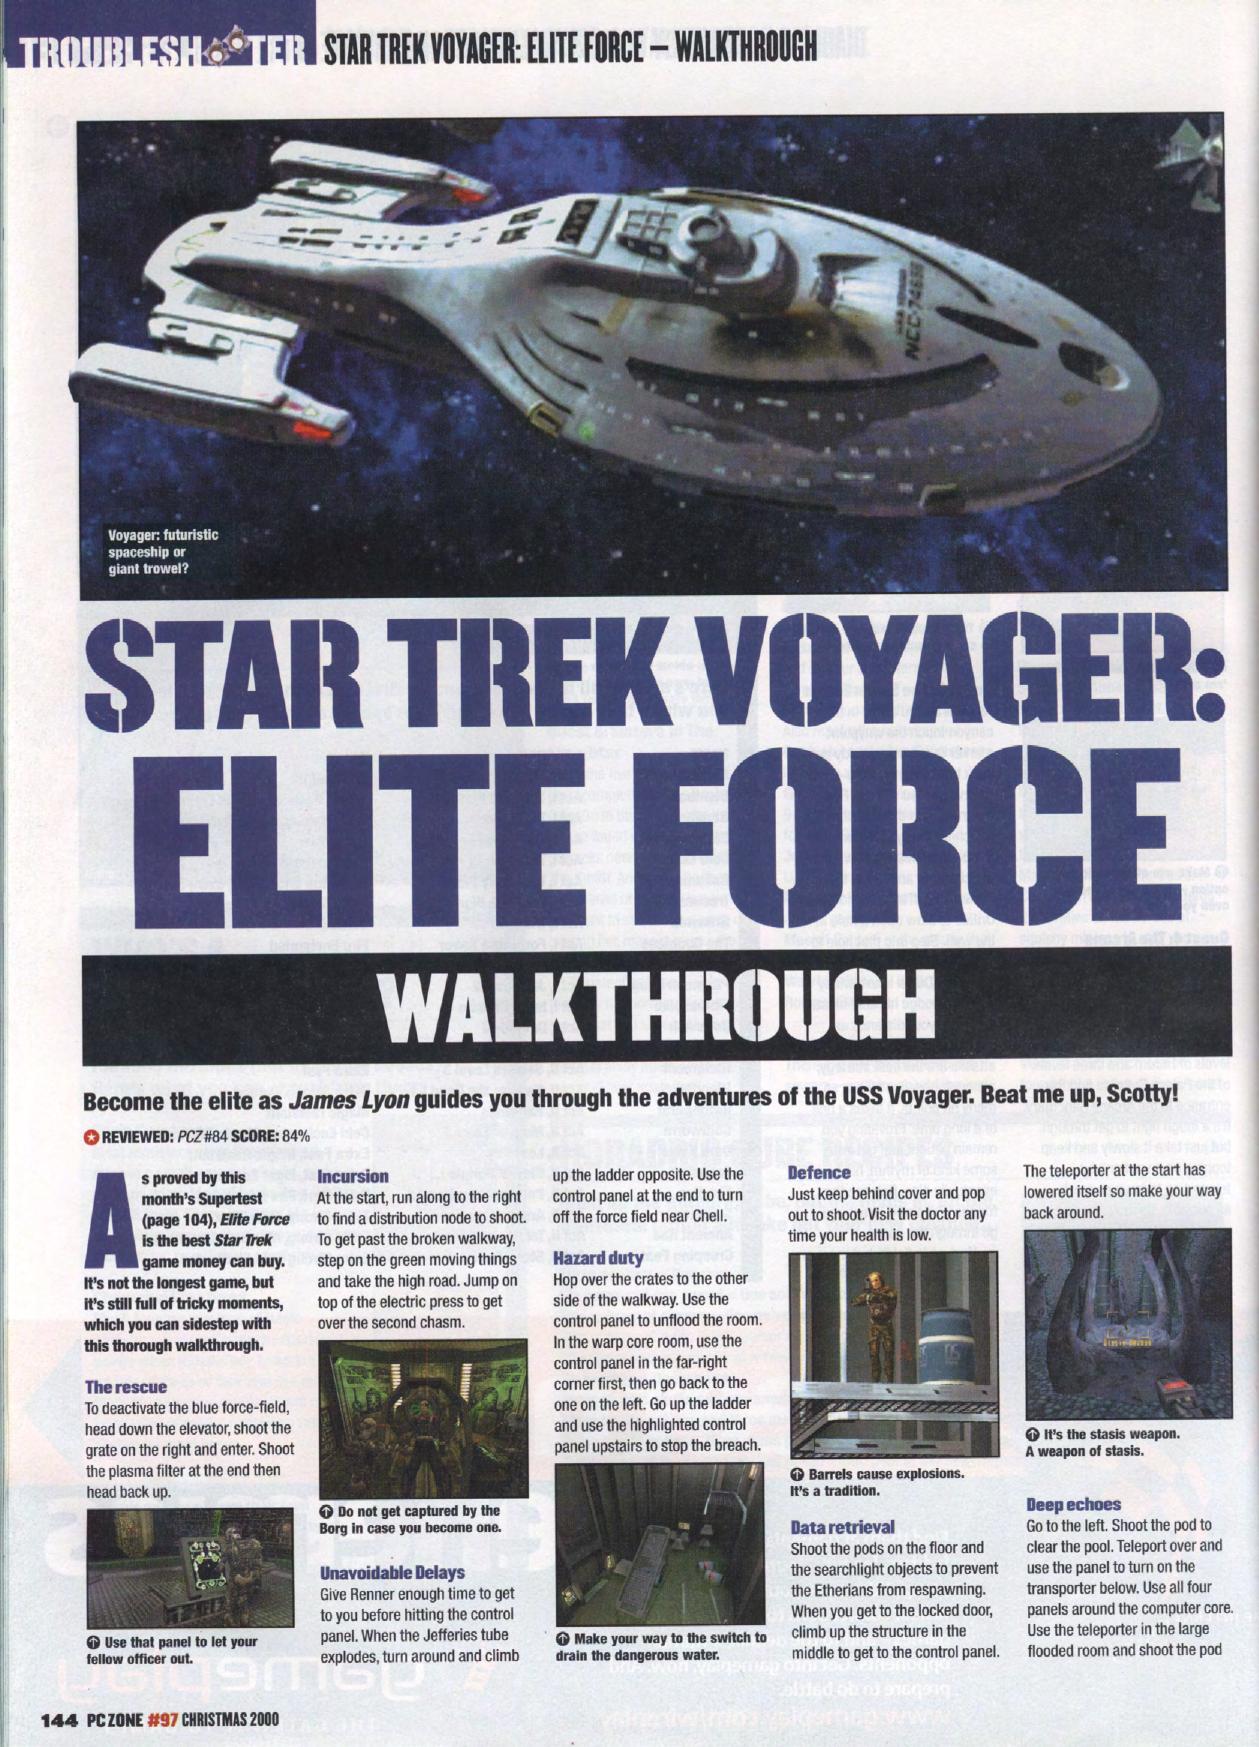 TROUBLESHOOTER STAR TREK VOYAGER: ELITE FORCE – WALKTHROUGH
NCC-74656
Voyager: futuristic
spaceship or
giant trowel?
STAR TREK VOYAGER:
ELITE FORCE
WALKTHROUGH
Become the elite as James Lyon guides you through the adventures of the USS Voyager. Beat me up, Scotty!
REVIEWED: PCZ #84 SCORE: 84%
As proved by this
month's Supertest
(page 104), Elite Force
is the best Star Trek
game money can buy.
It's not the longest game, but
it's still full of tricky moments,
which you can sidestep with
this thorough walkthrough.
The rescue
To deactivate the blue force-field,
head down the elevator, shoot the
grate on the right and enter. Shoot
the plasma filter at the end then
head back up.
Use that panel to let your
fellow officer out.
Incursion
At the start, run along to the right
to find a distribution node to shoot.
To get past the broken walkway,
step on the green moving things
and take the high road. Jump on
top of the electric press to get
over the second chasm.
Do not get captured by the
Borg in case you become one.
Unavoidable Delays
Give Renner enough time to get
to you before hitting the control
panel. When the Jefferies tube
explodes, turn around and climb
up the ladder opposite. Use the
control panel at the end to turn
off the force field near Chell.
Hazard duty
Hop over the crates to the other
side of the walkway. Use the
control panel to unflood the room.
In the warp core room, use the
control panel in the far-right
corner first, then go back to the
one on the left. Go up the ladder
and use the highlighted control
panel upstairs to stop the breach.
Make your way to the switch to
drain the dangerous water.
Defence
Just keep behind cover and pop
out to shoot. Visit the doctor any
time your health is low.
Barrels cause explosions.
It's a tradition.
Data retrieval
Shoot the pods on the floor and
the searchlight objects to prevent
the Etherians from respawning.
When you get to the locked door,
climb up the structure in the
middle to get to the control panel.
The teleporter at the start has
lowered itself so make your way
back around.
It's the stasis weapon.
A weapon of stasis.
Deep echoes
Go to the left. Shoot the pod to
clear the pool. Teleport over and
use the panel to turn on the
transporter below. Use all four
panels around the computer core.
Use the teleporter in the large
flooded room and shoot the pod
144 PC ZONE #97 CHRISTMAS 2000